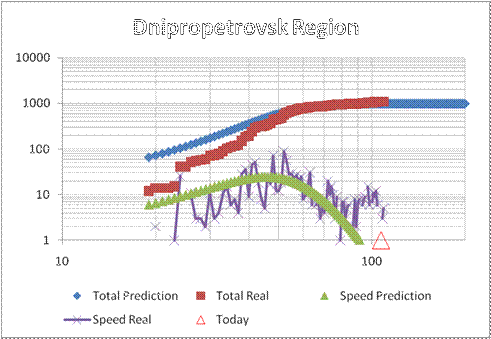 Dnipropetrovsk Region
10000
1000
100
10
1
10 100
Total Prediction Total Real Speed Prediction
Speed Real Today